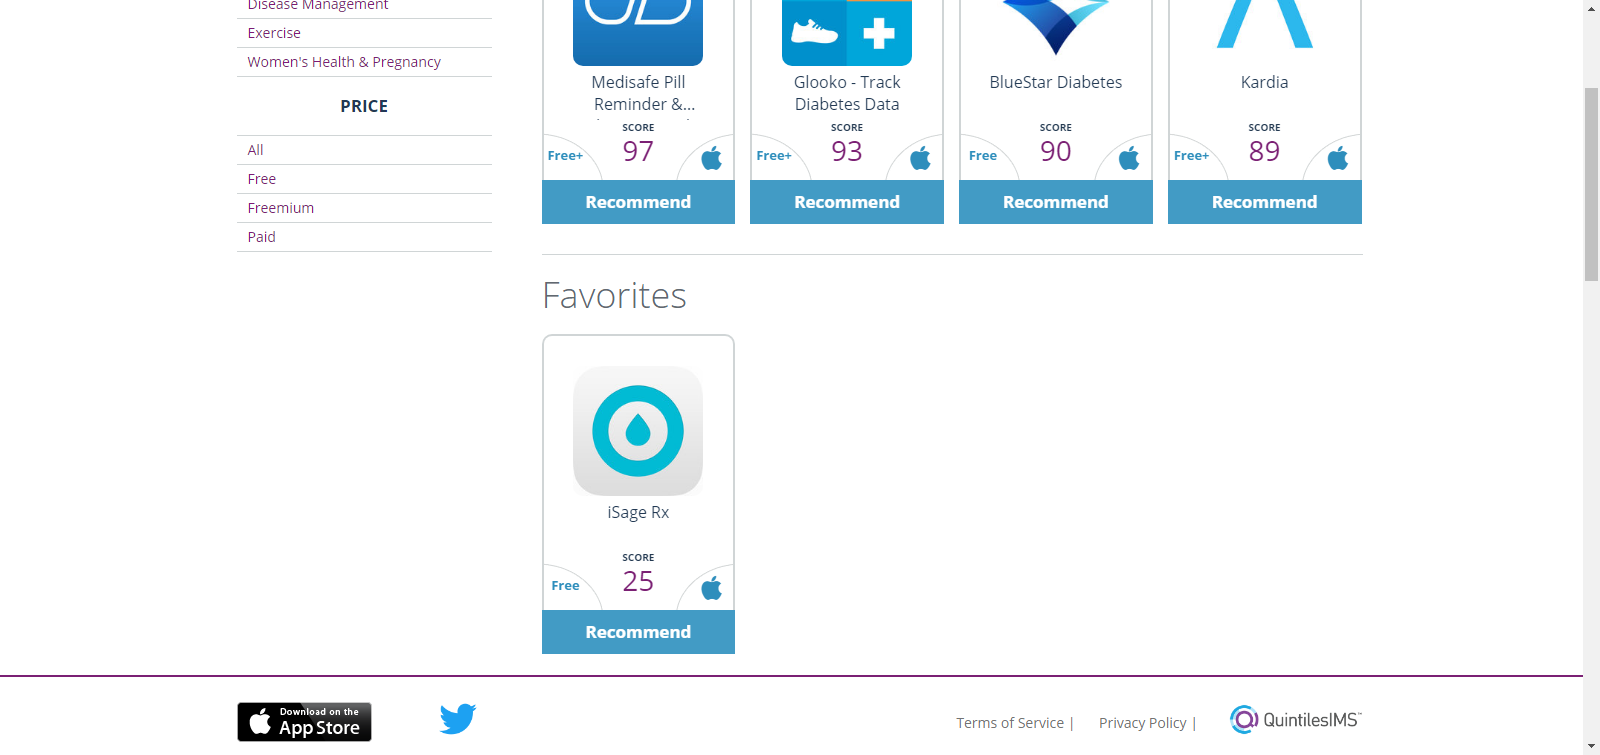 Disease Management
Exercise
Women's Health & Pregnancy
PRICE
All
Free
Freemium
Paid
Medisafe Pill
Reminder &...
SCORE
Free+
97
Recommend
Glooko - Track
Diabetes Data
SCORE
Free+
93
Recommend
BlueStar Diabetes
SCORE
Free
90
Recommend
Kardia
SCORE
Free+
89
Recommend
Favorites
iSage Rx
SCORE
Free
25
Recommend
Download on the
App Store
Terms of Service |
Privacy Policy |
QuintilesIMS™